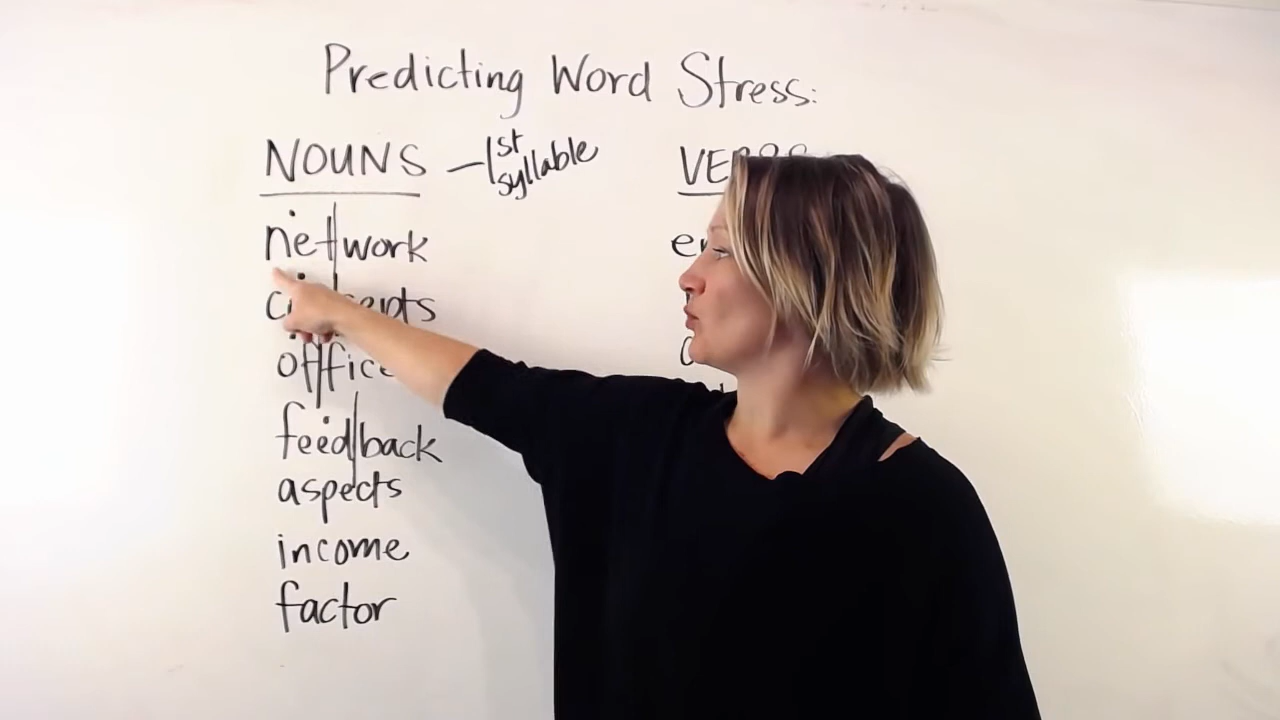 Predicting Word Stress:
NOUNS – 1st syllable
network
office
feedback
aspects
income
factor